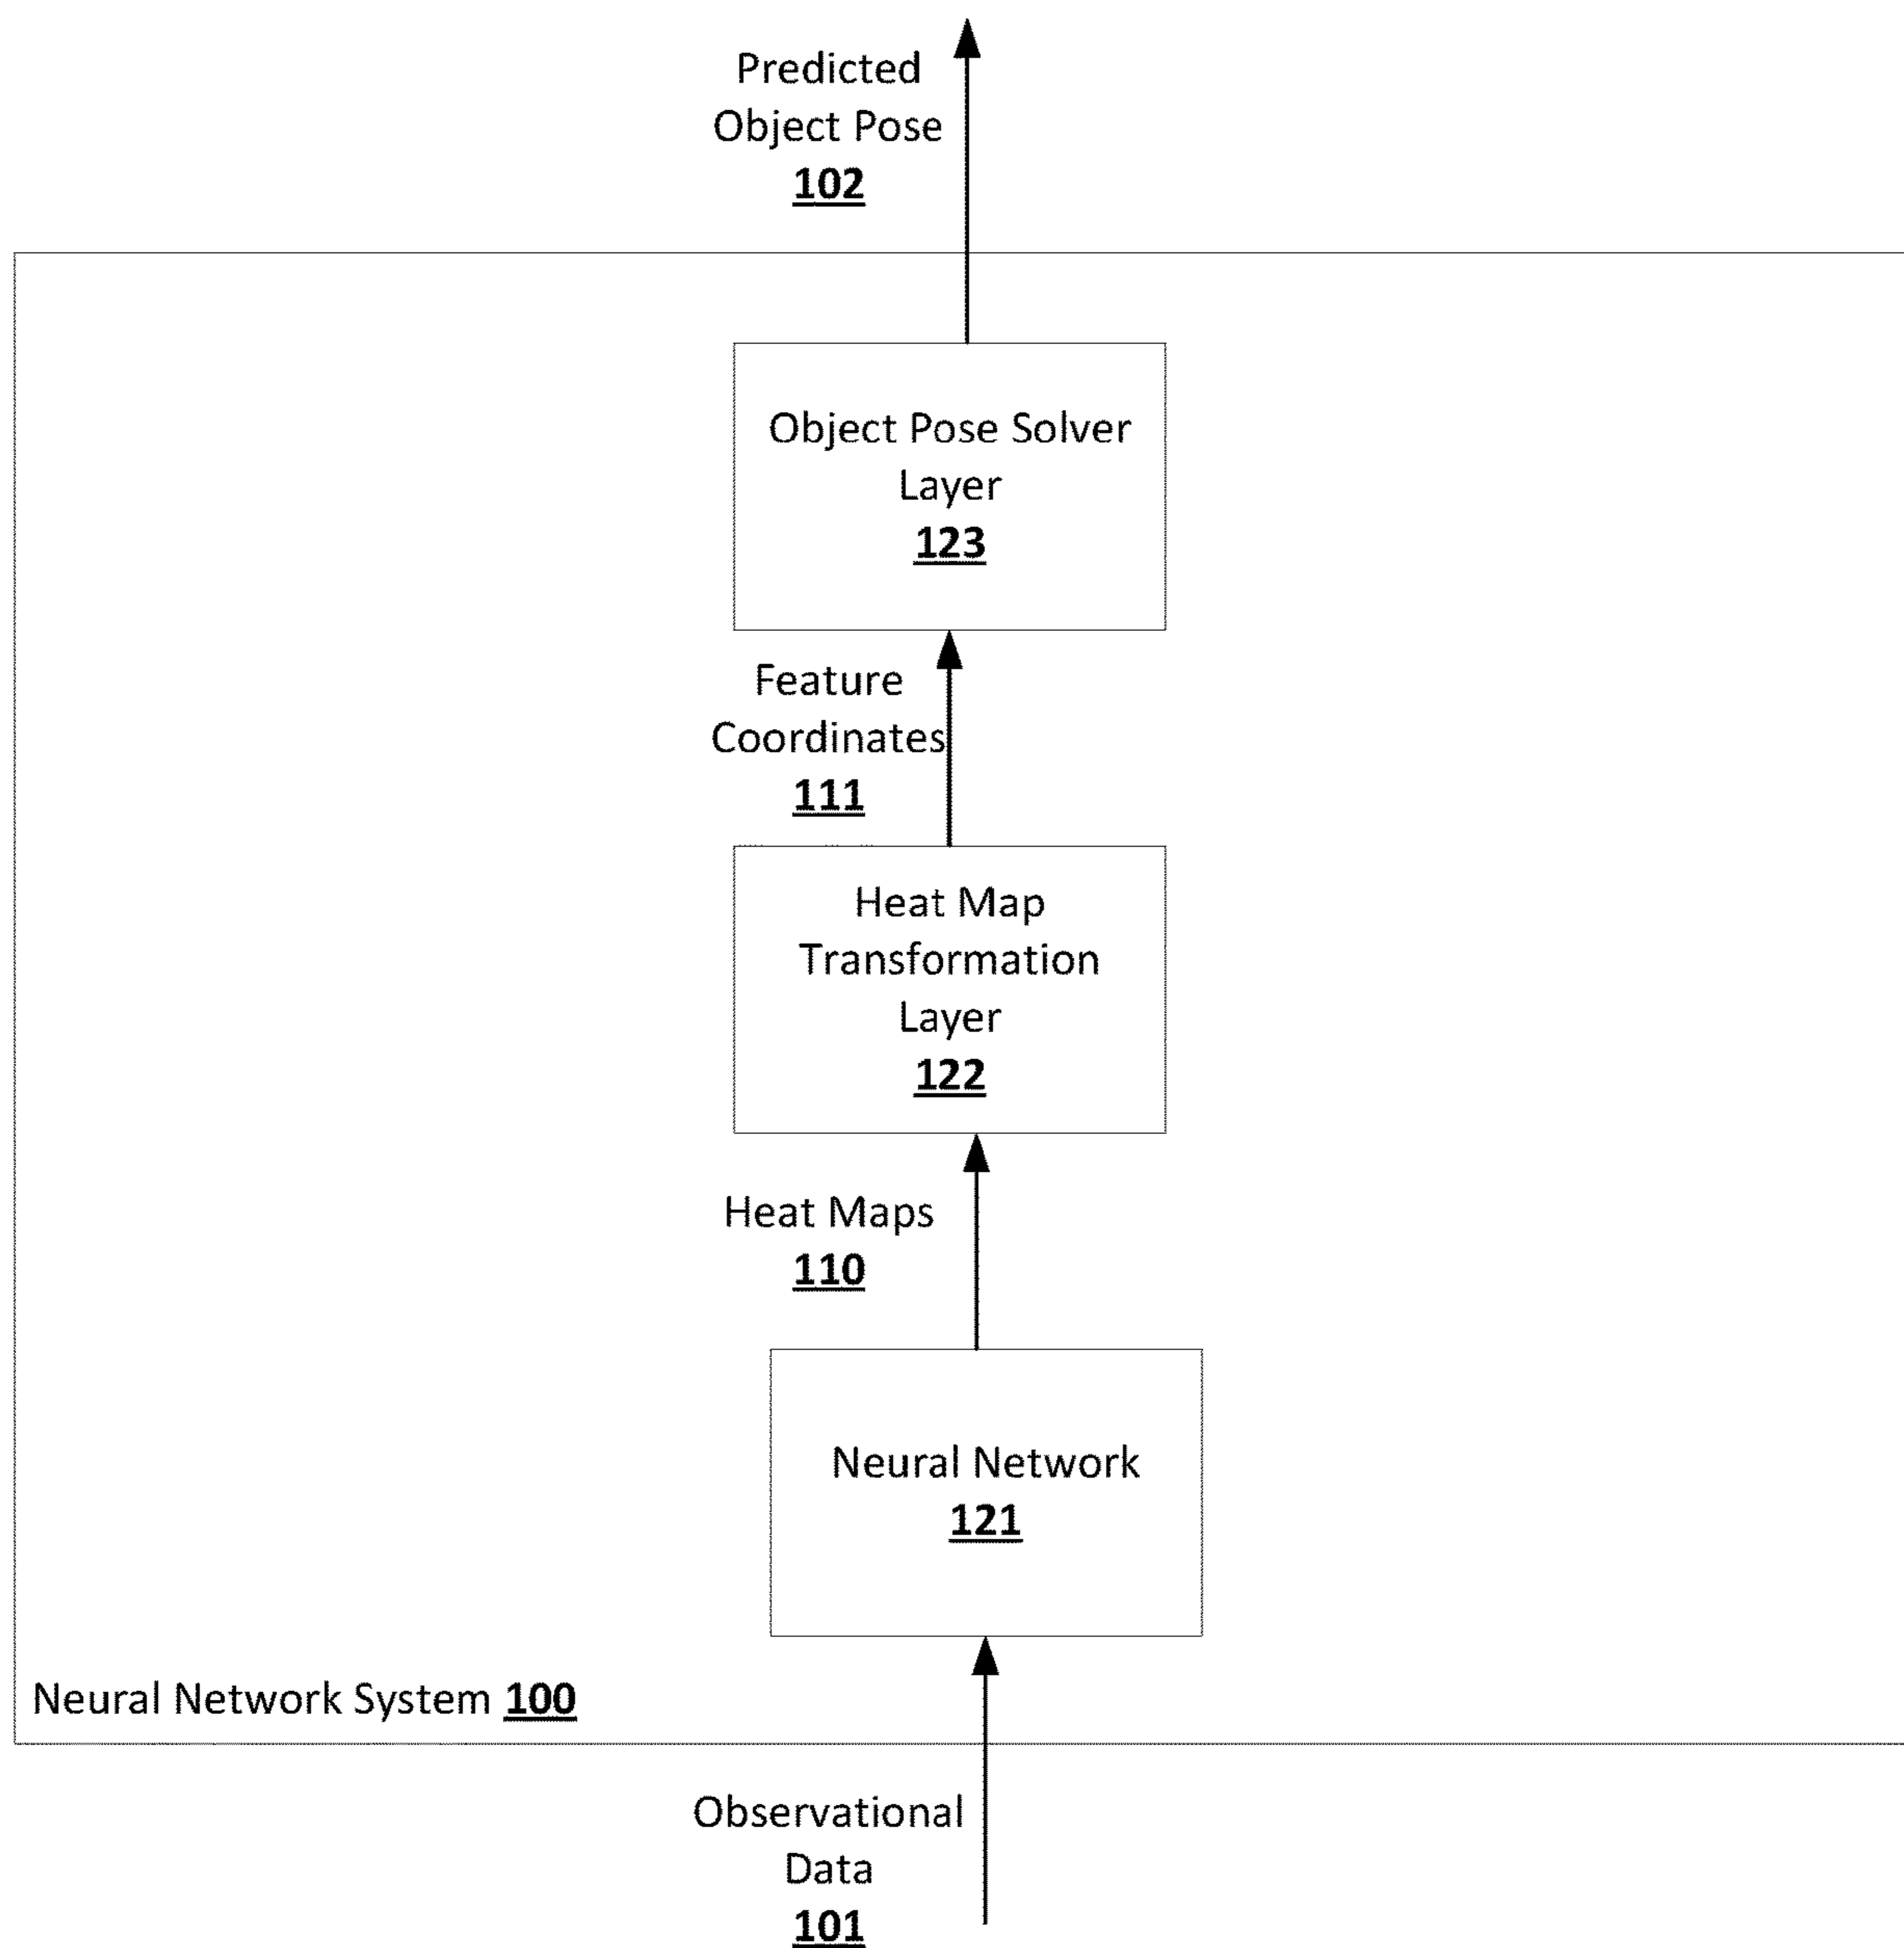 Predicted
Object Pose
102
Object Pose Solver
Layer
123
Feature
Coordinates
111
Heat Map
Transformation
Layer
122
Heat Maps
110
Neural Network
121
Neural Network System 100
Observational
Data
101